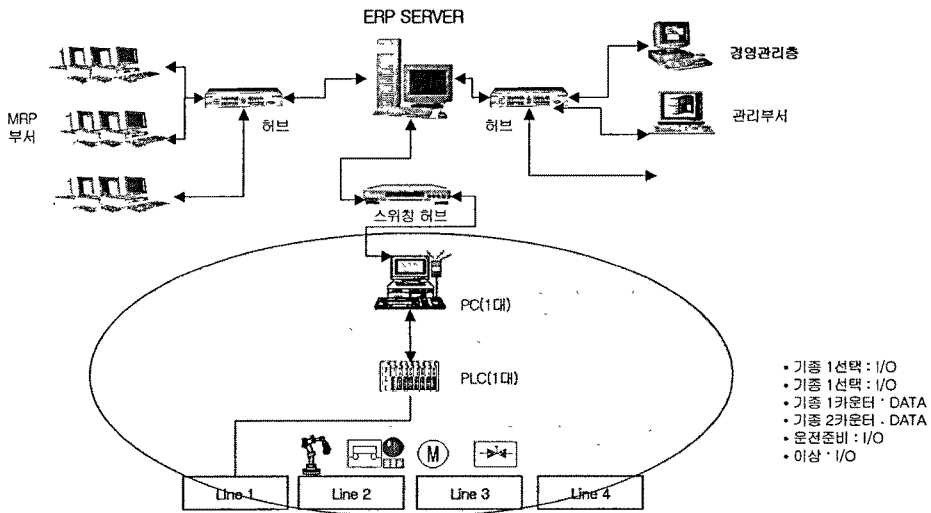 ERP SERVER
경영관리층
MRP
부서
허브
허브
관리부서
스위칭 허브
PC(1대)
PLC(1대)
• 기종 1선택 : I/O
• 기종 1선택 : I/O
• 기종 1카운터 : DATA
• 기종 2카운터 : DATA
• 운전준비 : I/O
• 이상 : I/O
M
Line 1
Line 2
Line 3
Line 4